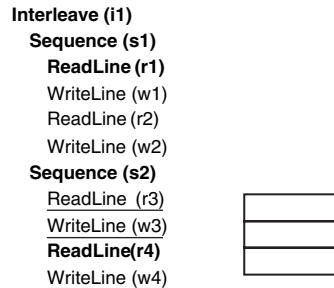 Interleave (i1)
Sequence (s1)
ReadLine (r1)
WriteLine (w1)
ReadLine (r2)
WriteLine (w2)
Sequence (s2)
ReadLine (r3)
WriteLine (w3)
ReadLine(r4)
WriteLine (w4)